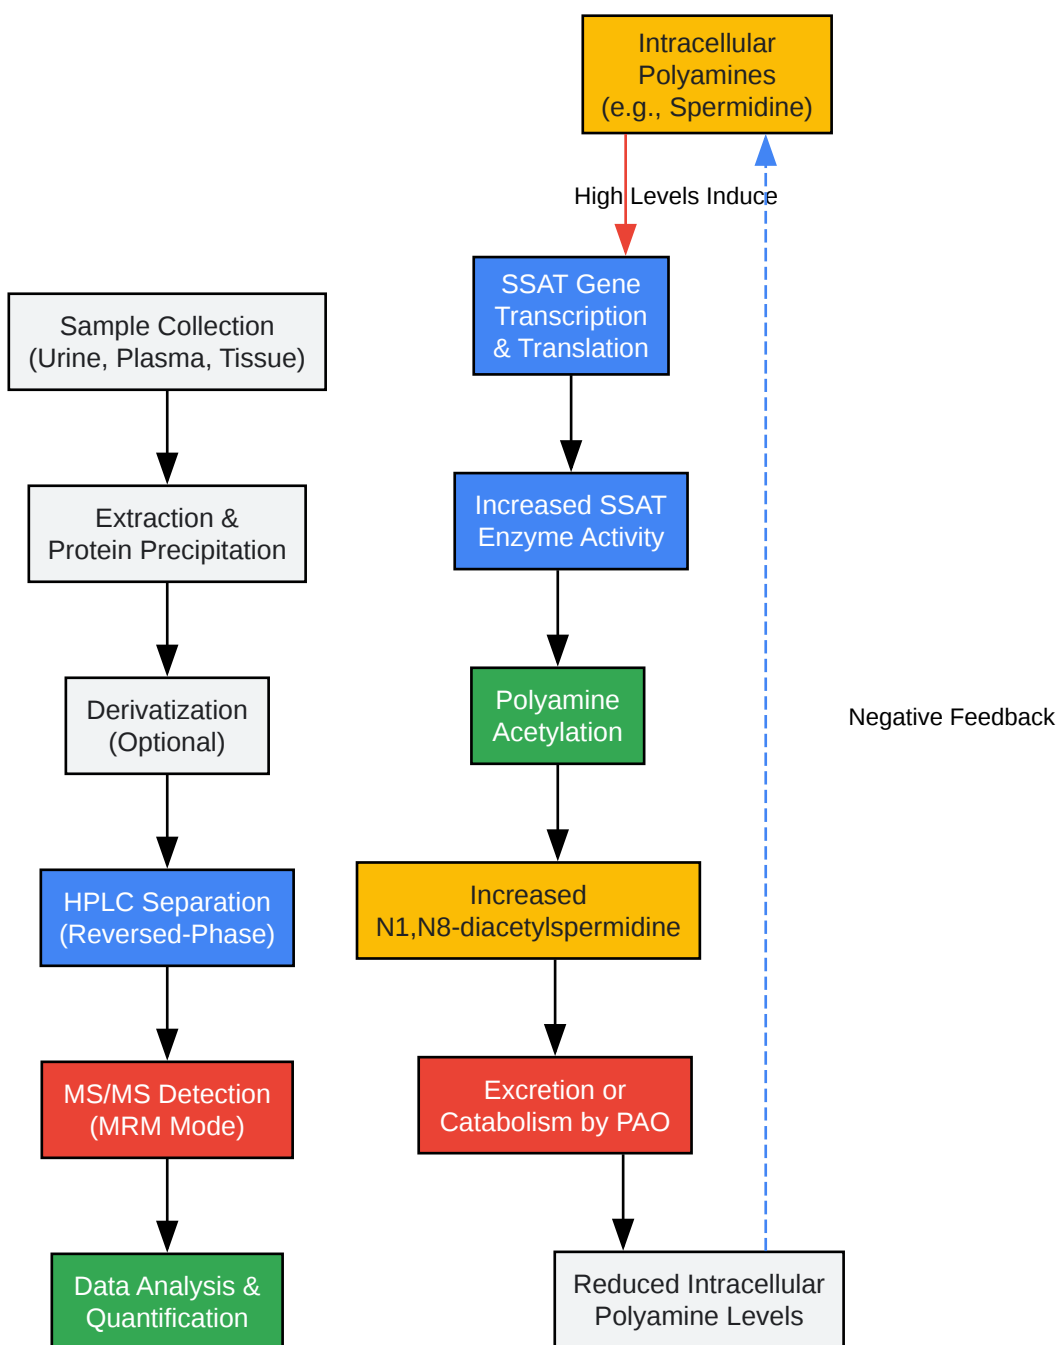 Intracellular
Polyamines
(e.g., Spermidine)
High Levels Induce
SSAT Gene
Transcription
& Translation
Increased SSAT
Enzyme Activity
Polyamine
Acetylation
Increased
N1,N8-diacetylspermidine
Excretion or
Catabolism by PAO
Reduced Intracellular
Polyamine Levels
Negative Feedback
Sample Collection
(Urine, Plasma, Tissue)
Extraction &
Protein Precipitation
Derivatization
(Optional)
HPLC Separation
(Reversed-Phase)
MS/MS Detection
(MRM Mode)
Data Analysis &
Quantification